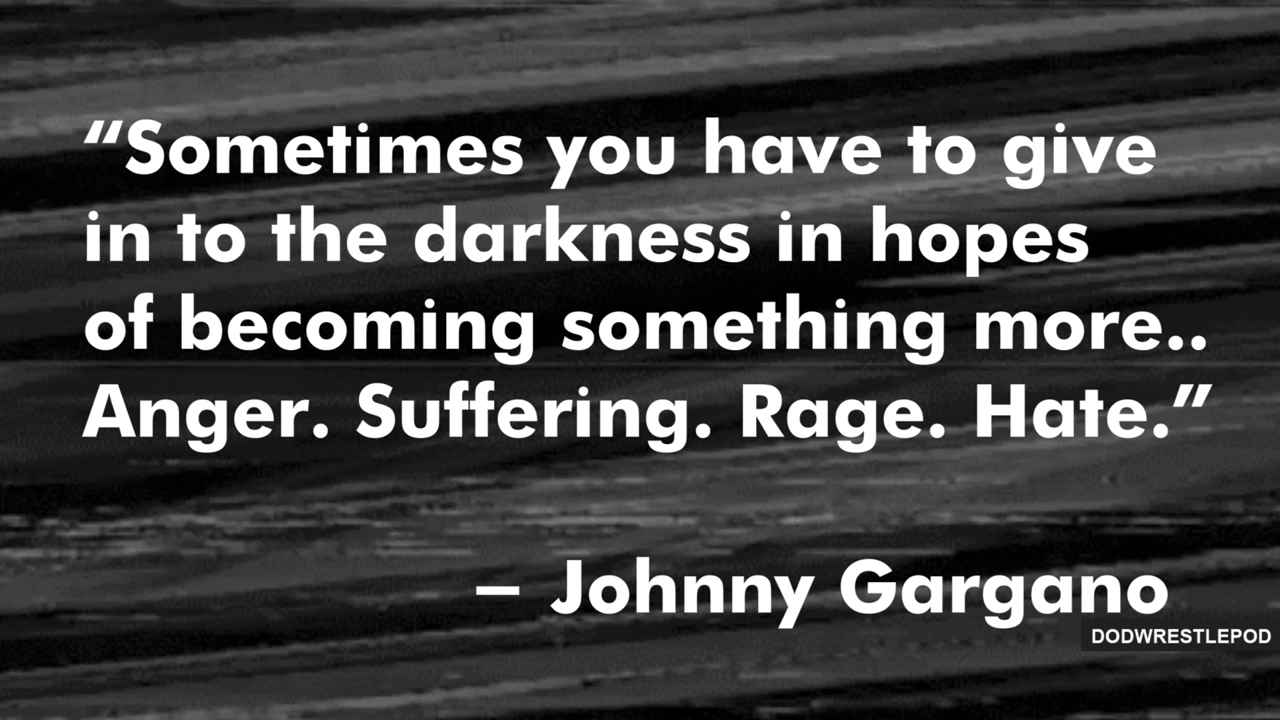 “Sometimes you have to give
in to the darkness in hopes
of becoming something more..
Anger. Suffering. Rage. Hate.”
– Johnny Gargano
DODWRESTLEPOD